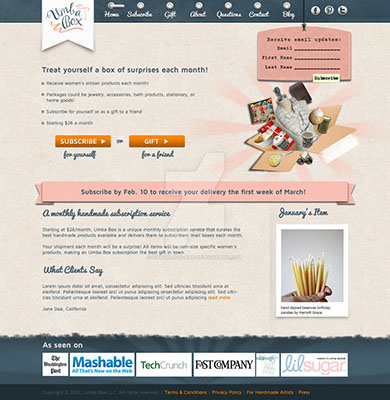 Umba Box
Home Subscribe Gift About Questions Contact Blog
Receive email updates:
Email
First Name
Last Name
Subscribe
Treat yourself a box of surprises each month!
Receive women's artisan products each month!
Packages could be jewelry, accessories, bath products, stationery, or
home goods!
Subscribe for yourself or as a gift to a friend!
Starting $26 a month
SUBSCRIBE or GIFT
for yourself for a friend
Subscribe by Feb. 10 to receive your delivery the first week of March!
A monthly handmade subscription service
Starting at $26/month, Umba Box is a unique monthly subscription service that curates the
best handmade products available and delivers them to subscribers' mail boxes each month.
Your shipment each month will be a surprise! All items will be non-size specific women's
products, making an Umba Box subscription the best gift in town.
What Clients Say
Lorem ipsum dolor sit amet, consectetur adipiscing elit. Sed ultricies tincidunt urna at
eleifend. Pellentesque laoreet orci ut purus adipiscing consectetur adipiscing elit. Sed ultricies
tincidunt urna at eleifend. Pellentesque laoreet orci ut purus adipiscing read more
Jane Doe, California
January's Item
hand-dipped beeswax birthday
candles by Merriott Grace.
As seen on
The Washington Post
Mashable
All That's New on the Web
TechCrunch
FAST COMPANY
lilsugar
Copyright © 2012, Umba Box LLC. All rights reserved. | Terms & Conditions | Privacy Policy | For Handmade Artists | Press